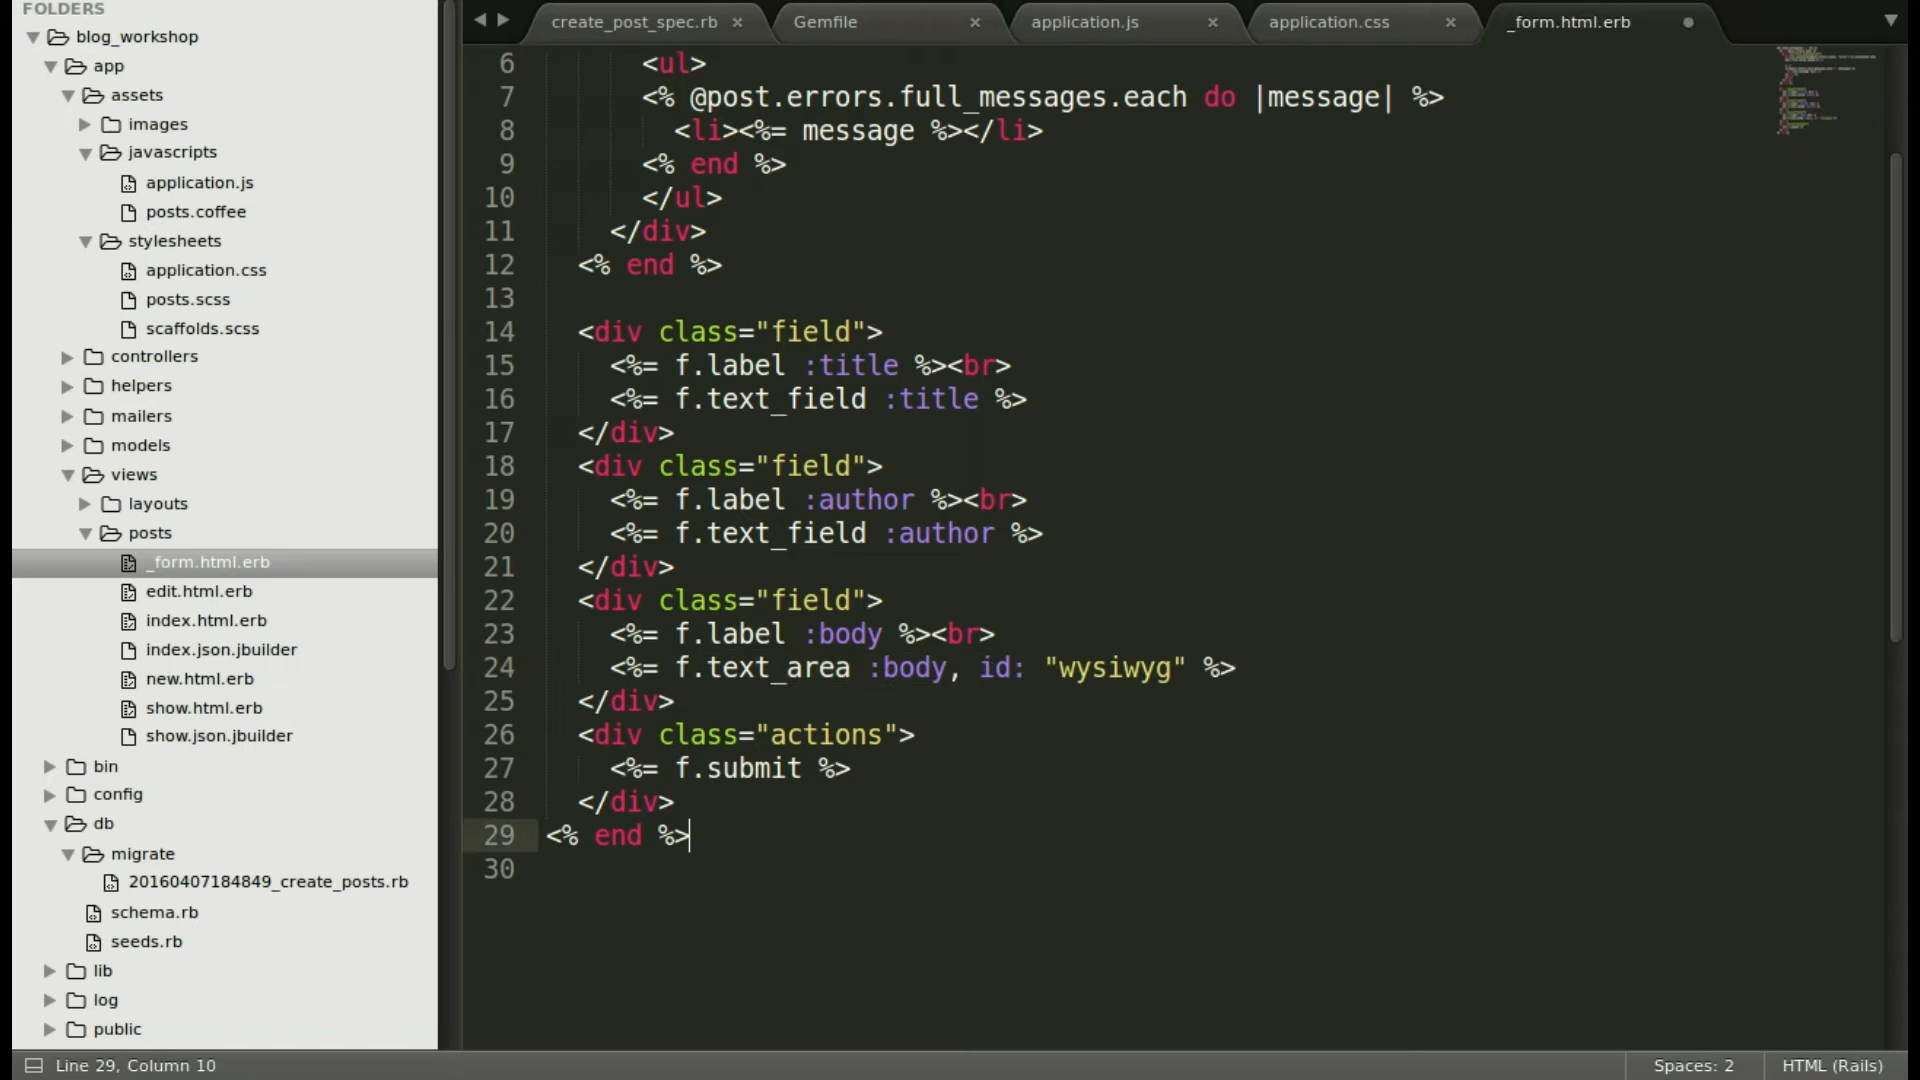 FOLDERS
blog_workshop
app
assets
images
javascripts
application.js
posts.coffee
stylesheets
application.css
posts.scss
scaffolds.scss
controllers
helpers
mailers
models
views
layouts
posts
_form.html.erb
edit.html.erb
index.html.erb
index.json.jbuilder
new.html.erb
show.html.erb
show.json.jbuilder
bin
config
db
migrate
20160407184849_create_posts.rb
schema.rb
seeds.rb
lib
log
public
create_post_spec.rb × Gemfile × application.js × application.css × _form.html.erb
6 <ul>
7 <% @post.errors.full_messages.each do |message| %>
8 <li><%= message %></li>
9 <% end %>
10 </ul>
11 </div>
12 <% end %>
13
14 <div class="field">
15 <%= f.label :title %><br>
16 <%= f.text_field :title %>
17 </div>
18 <div class="field">
19 <%= f.label :author %><br>
20 <%= f.text_field :author %>
21 </div>
22 <div class="field">
23 <%= f.label :body %><br>
24 <%= f.text_area :body, id: "wysiwyg" %>
25 </div>
26 <div class="actions">
27 <%= f.submit %>
28 </div>
29 <% end %>
30
Line 29, Column 10
Spaces: 2
HTML (Rails)